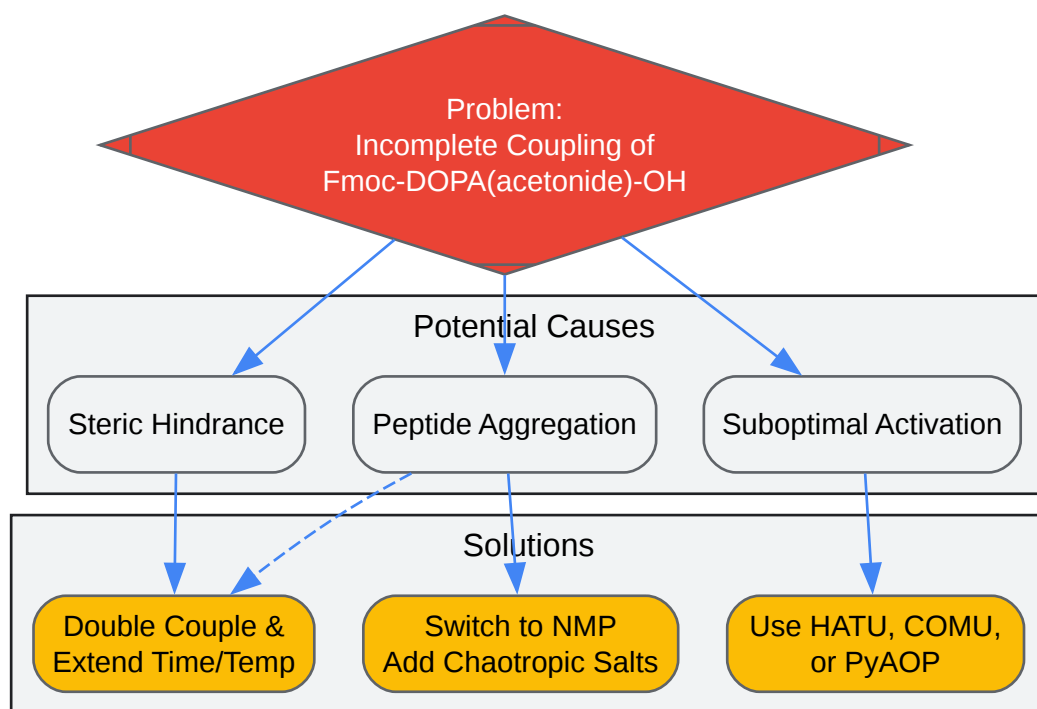 Problem:
Incomplete Coupling of
Fmoc-DOPA(acetonide)-OH
Potential Causes
Steric Hindrance
Peptide Aggregation
Suboptimal Activation
Solutions
Double Couple &
Extend Time/Temp
Switch to NMP
Add Chaotropic Salts
Use HATU, COMU,
or PyAOP